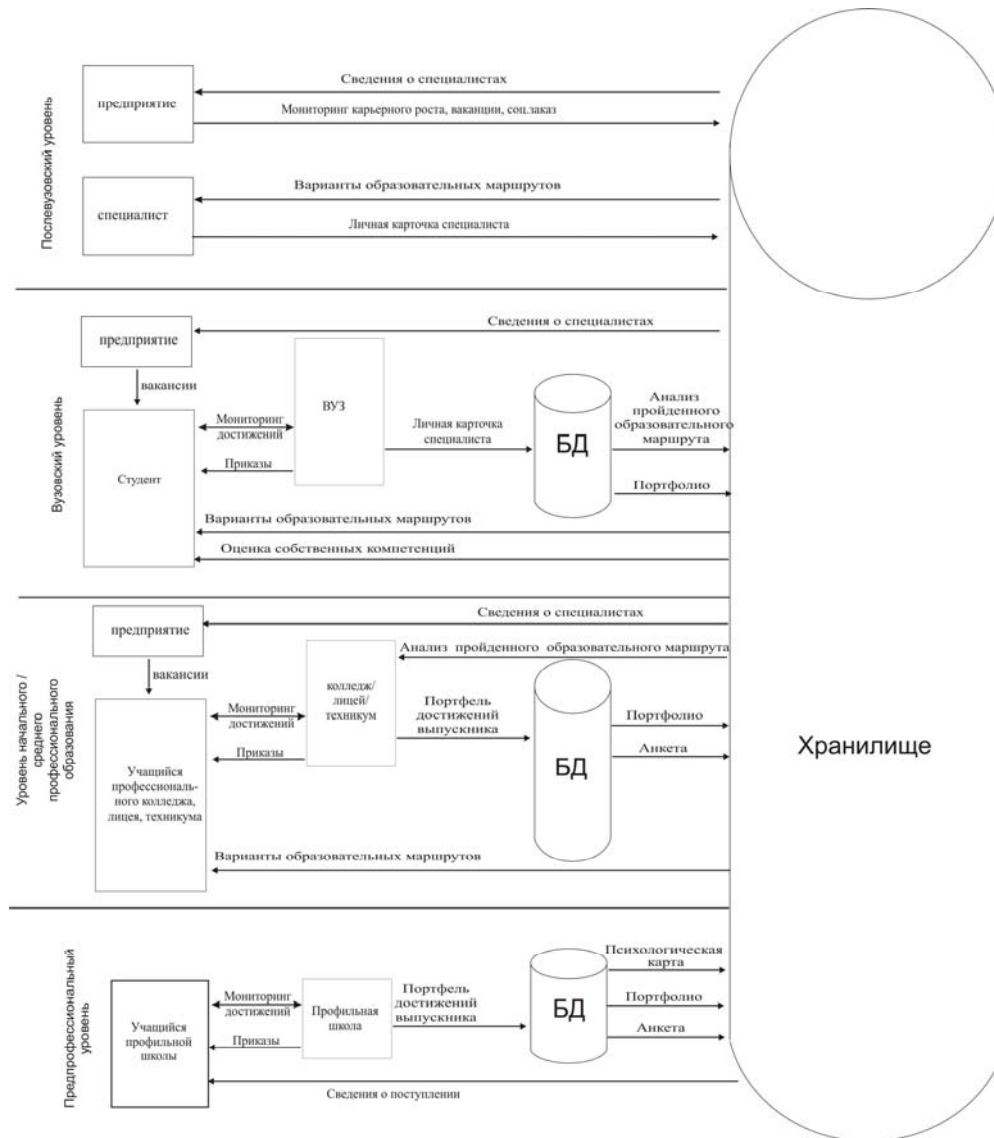 Послевузовский уровень
предприятие
Сведения о специалистах
Мониторинг карьерного роста, вакансии, соц.заказ
специалист
Варианты образовательных маршрутов
Личная карточка специалиста
Вузовский уровень
предприятие
Сведения о специалистах
вакансии
Студент
Мониторинг
достижений
Приказы
ВУЗ
Личная карточка
специалиста
БД
Анализ
пройденного
образовательного
маршрута
Портфолио
Варианты образовательных маршрутов
Оценка собственных компетенций
Уровень начального /
среднего
профессионального
образования
предприятие
Сведения о специалистах
Анализ пройденного образовательного маршрута
вакансии
Учащийся
профессиональ-
ного колледжа,
лицея, техникума
Мониторинг
достижений
Приказы
колледж/
лицей/
техникум
Портфель
достижений
выпускника
БД
Портфолио
Анкета
Варианты образовательных маршрутов
Хранилище
Предпрофессиональный
уровень
Учащийся
профильной
школы
Мониторинг
достижений
Приказы
Профильная
школа
Портфель
достижений
выпускника
БД
Психологическая
карта
Портфолио
Анкета
Сведения о поступлении